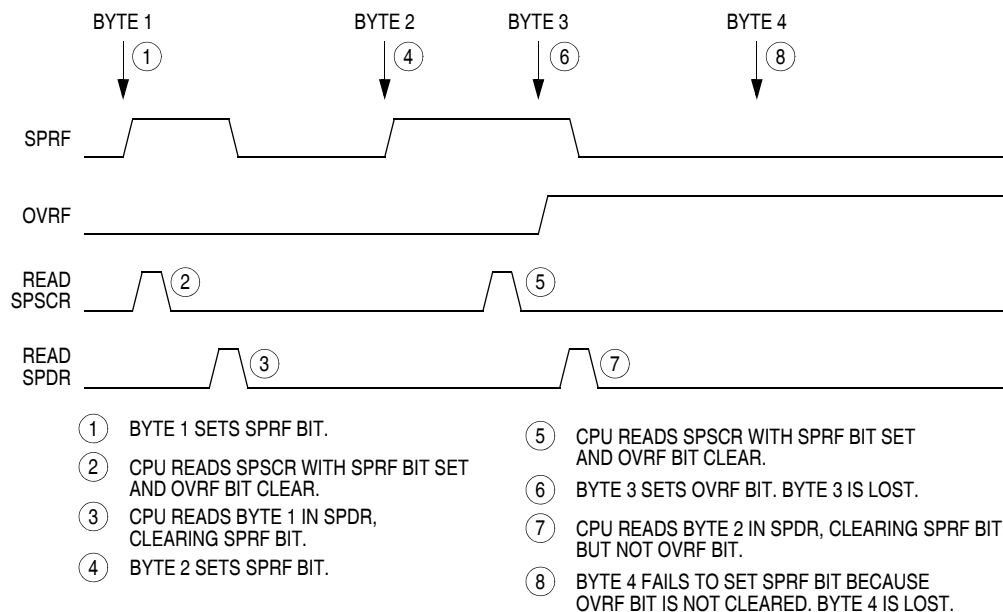 BYTE 1
BYTE 2
BYTE 3
BYTE 4
1
4
6
8
SPRF
OVRF
READ
SPSCR
2
5
READ
SPDR
3
7
1 BYTE 1 SETS SPRF BIT.
2 CPU READS SPSCR WITH SPRF BIT SET
AND OVRF BIT CLEAR.
3 CPU READS BYTE 1 IN SPDR,
CLEARING SPRF BIT.
4 BYTE 2 SETS SPRF BIT.
5 CPU READS SPSCR WITH SPRF BIT SET
AND OVRF BIT CLEAR.
6 BYTE 3 SETS OVRF BIT. BYTE 3 IS LOST.
7 CPU READS BYTE 2 IN SPDR, CLEARING SPRF BIT
BUT NOT OVRF BIT.
8 BYTE 4 FAILS TO SET SPRF BIT BECAUSE
OVRF BIT IS NOT CLEARED. BYTE 4 IS LOST.